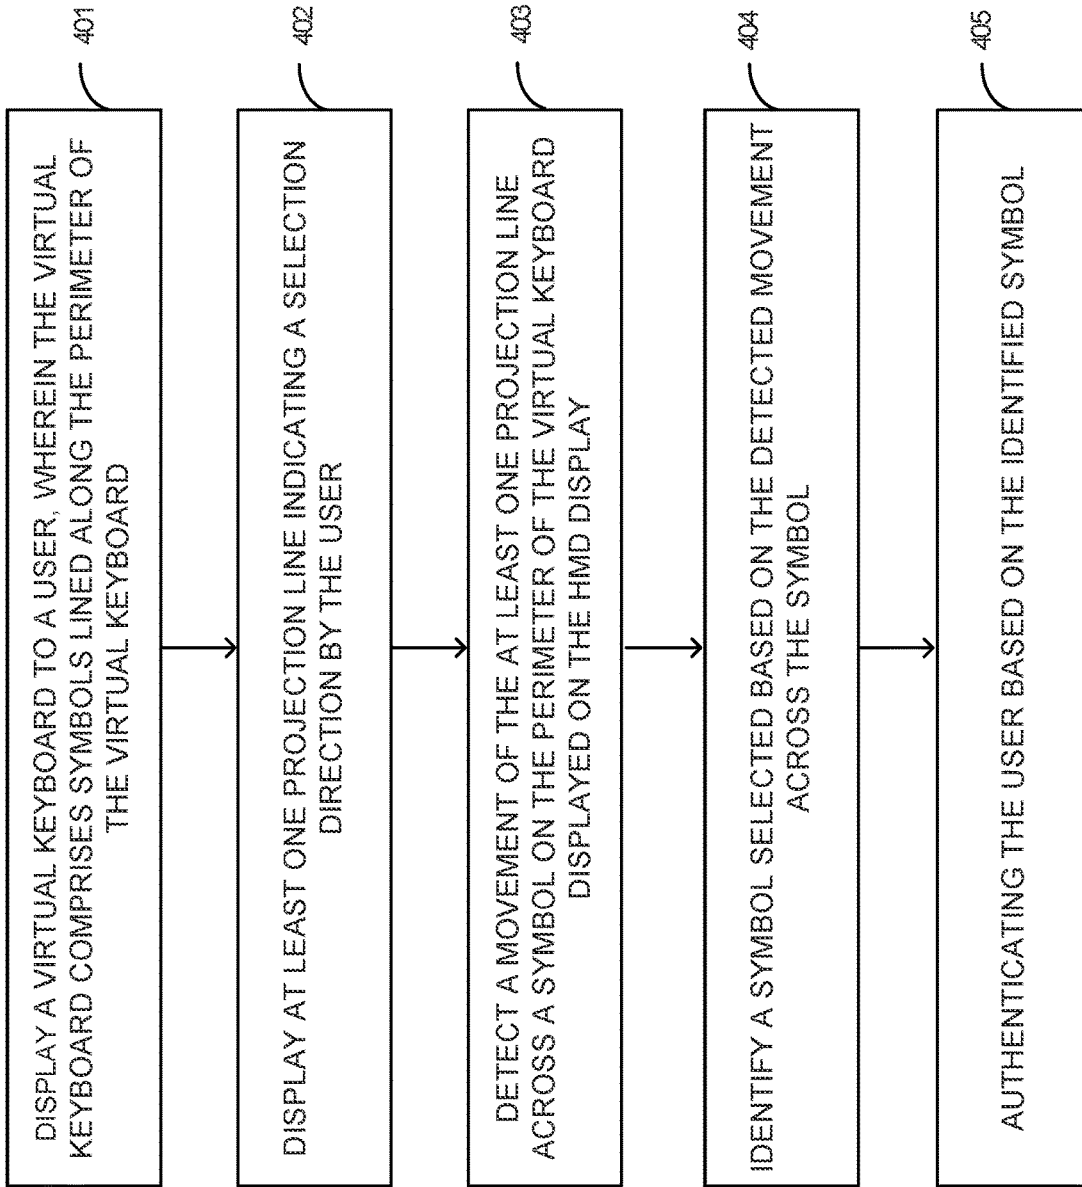 401
DISPLAY A VIRTUAL KEYBOARD TO A USER, WHEREIN THE VIRTUAL
KEYBOARD COMPRISES SYMBOLS LINED ALONG THE PERIMETER OF
THE VIRTUAL KEYBOARD
402
DISPLAY AT LEAST ONE PROJECTION LINE INDICATING A SELECTION
DIRECTION BY THE USER
403
DETECT A MOVEMENT OF THE AT LEAST ONE PROJECTION LINE
ACROSS A SYMBOL ON THE PERIMETER OF THE VIRTUAL KEYBOARD
DISPLAYED ON THE HMD DISPLAY
404
IDENTIFY A SYMBOL SELECTED BASED ON THE DETECTED MOVEMENT
ACROSS THE SYMBOL
405
AUTHENTICATING THE USER BASED ON THE IDENTIFIED SYMBOL